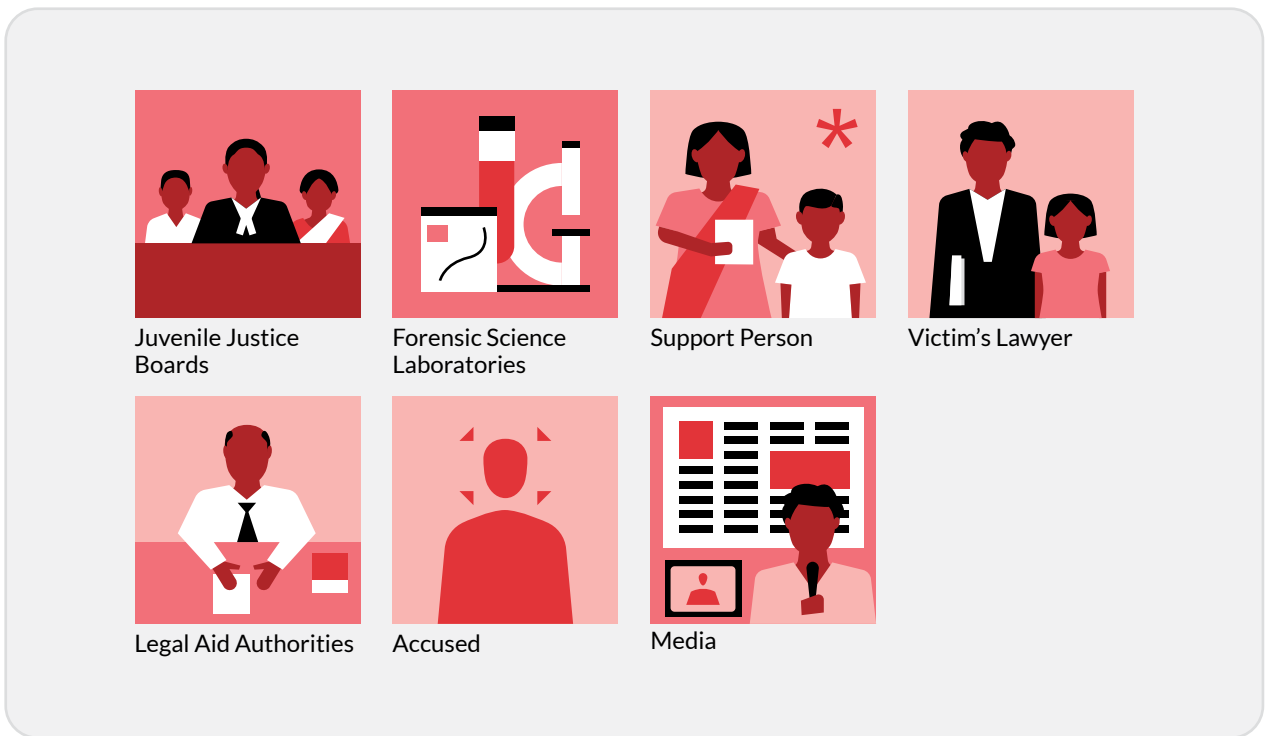 Juvenile Justice
Boards
Forensic Science
Laboratories
Support Person
Victim’s Lawyer
Legal Aid Authorities
Accused
Media